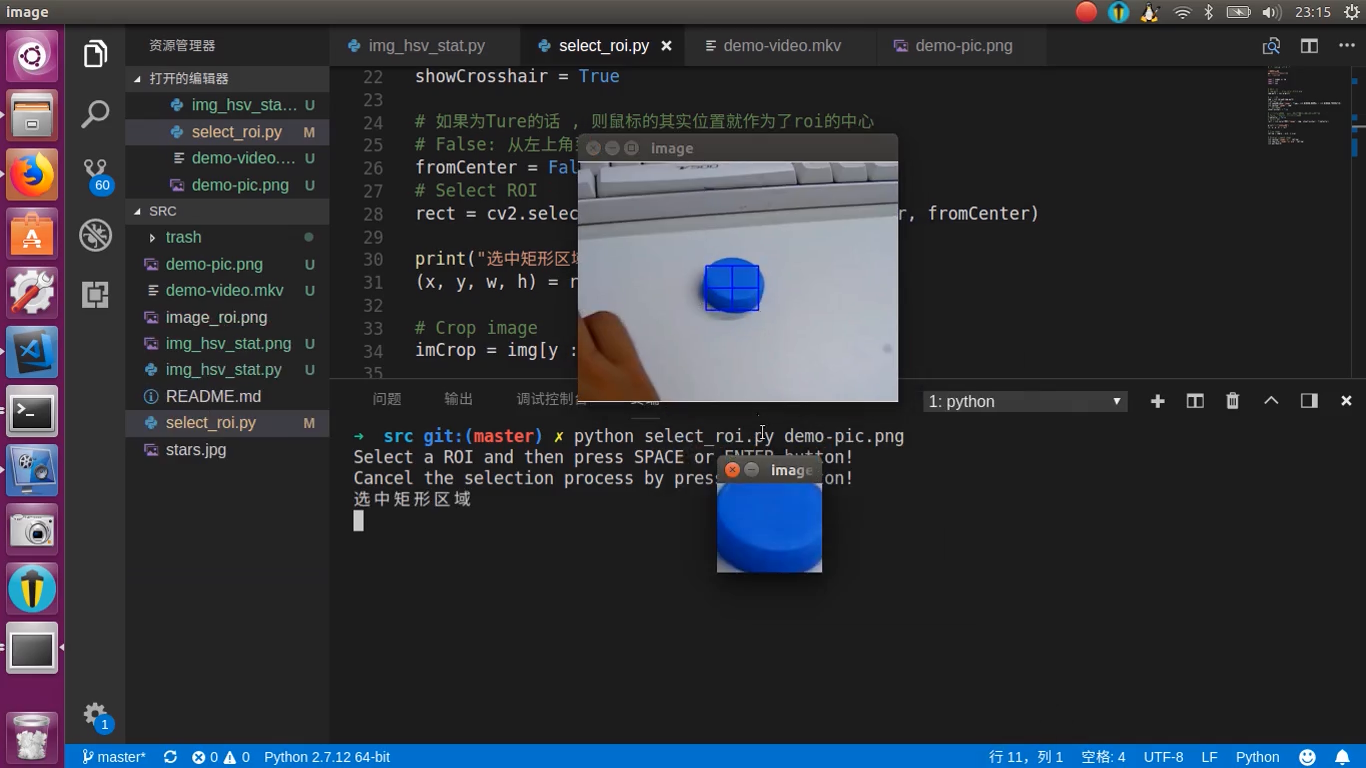 image
23:15
资源管理器
打开的编辑器
img_hsv_sta... U
select_roi.py M
demo-video.... U
demo-pic.png U
SRC
trash
demo-pic.png U
demo-video.mkv U
image_roi.png
img_hsv_stat.png U
img_hsv_stat.py U
README.md
select_roi.py M
stars.jpg
60
1
img_hsv_stat.py
select_roi.py
demo-video.mkv
demo-pic.png
22 showCrosshair = True
23
24 # 如果为Ture的话 , 则鼠标的其实位置就作为了roi的中心
25 # False: 从左上角
26 fromCenter = Fal
27 # Select ROI
28 rect = cv2.selec r, fromCenter)
29
30 print("选中矩形区
31 (x, y, w, h) = r
32
33 # Crop image
34 imCrop = img[y :
35
image
问题 输出 调试控制台 终端
1: python
➜ src git:(master) ✗ python select_roi.py demo-pic.png
Select a ROI and then press SPACE or ENTER button!
Cancel the selection process by press on!
选中矩形区域
image
master* 0 0 Python 2.7.12 64-bit
行 11，列 1 空格: 4 UTF-8 LF Python